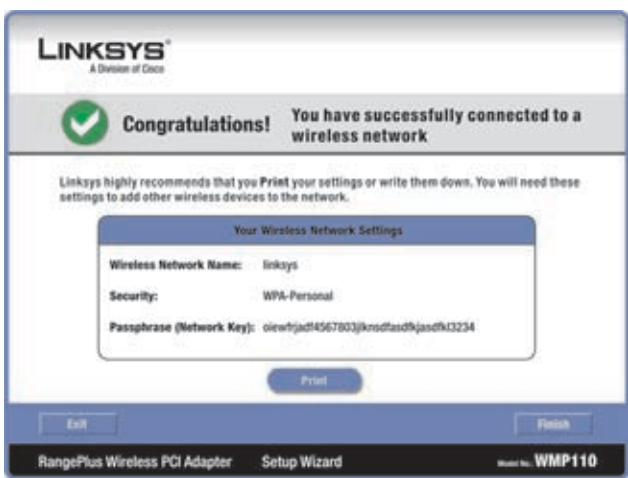 LINKSYS®
A Division of Cisco
Congratulations!
You have successfully connected to a
wireless network
Linksys highly recommends that you Print your settings or write them down. You will need these
settings to add other wireless devices to the network.
Your Wireless Network Settings
Wireless Network Name: linksys
Security: WPA-Personal
Passphrase (Network Key):
Print
Exit
Finish
RangePlus Wireless PCI Adapter Setup Wizard Model No. WMP110